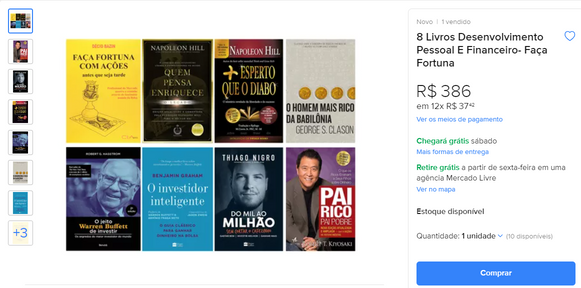 DÉCIO BAZIN
FAÇA FORTUNA
COM AÇÕES
antes que seja tarde
NAPOLEON HILL
QUEM
PENSA
ENRIQUECE
NAPOLEON HILL
+ ESPERTO
QUE O DIABO
O HOMEM MAIS RICO
DA BABILÔNIA
GEORGE S. CLASON
ROBERT G. HAGSTROM
O jeito
Warren Buffett
de investir
BENJAMIN GRAHAM
O investidor
inteligente
THIAGO NIGRO
DO MIL AO
MILHÃO
SEM CORTAR O CAFEZINHO
PAI
RICO
PAI POBRE
T. KIYOSAKI
+3
Novo | 1 vendido
8 Livros Desenvolvimento
Pessoal E Financeiro- Faça
Fortuna
R$ 386
em 12x R$ 37⁴²
Ver os meios de pagamento
Chegará grátis sábado
Mais formas de entrega
Retire grátis a partir de sexta-feira em uma
agência Mercado Livre
Ver no mapa
Estoque disponível
Quantidade: 1 unidade (10 disponíveis)
Comprar